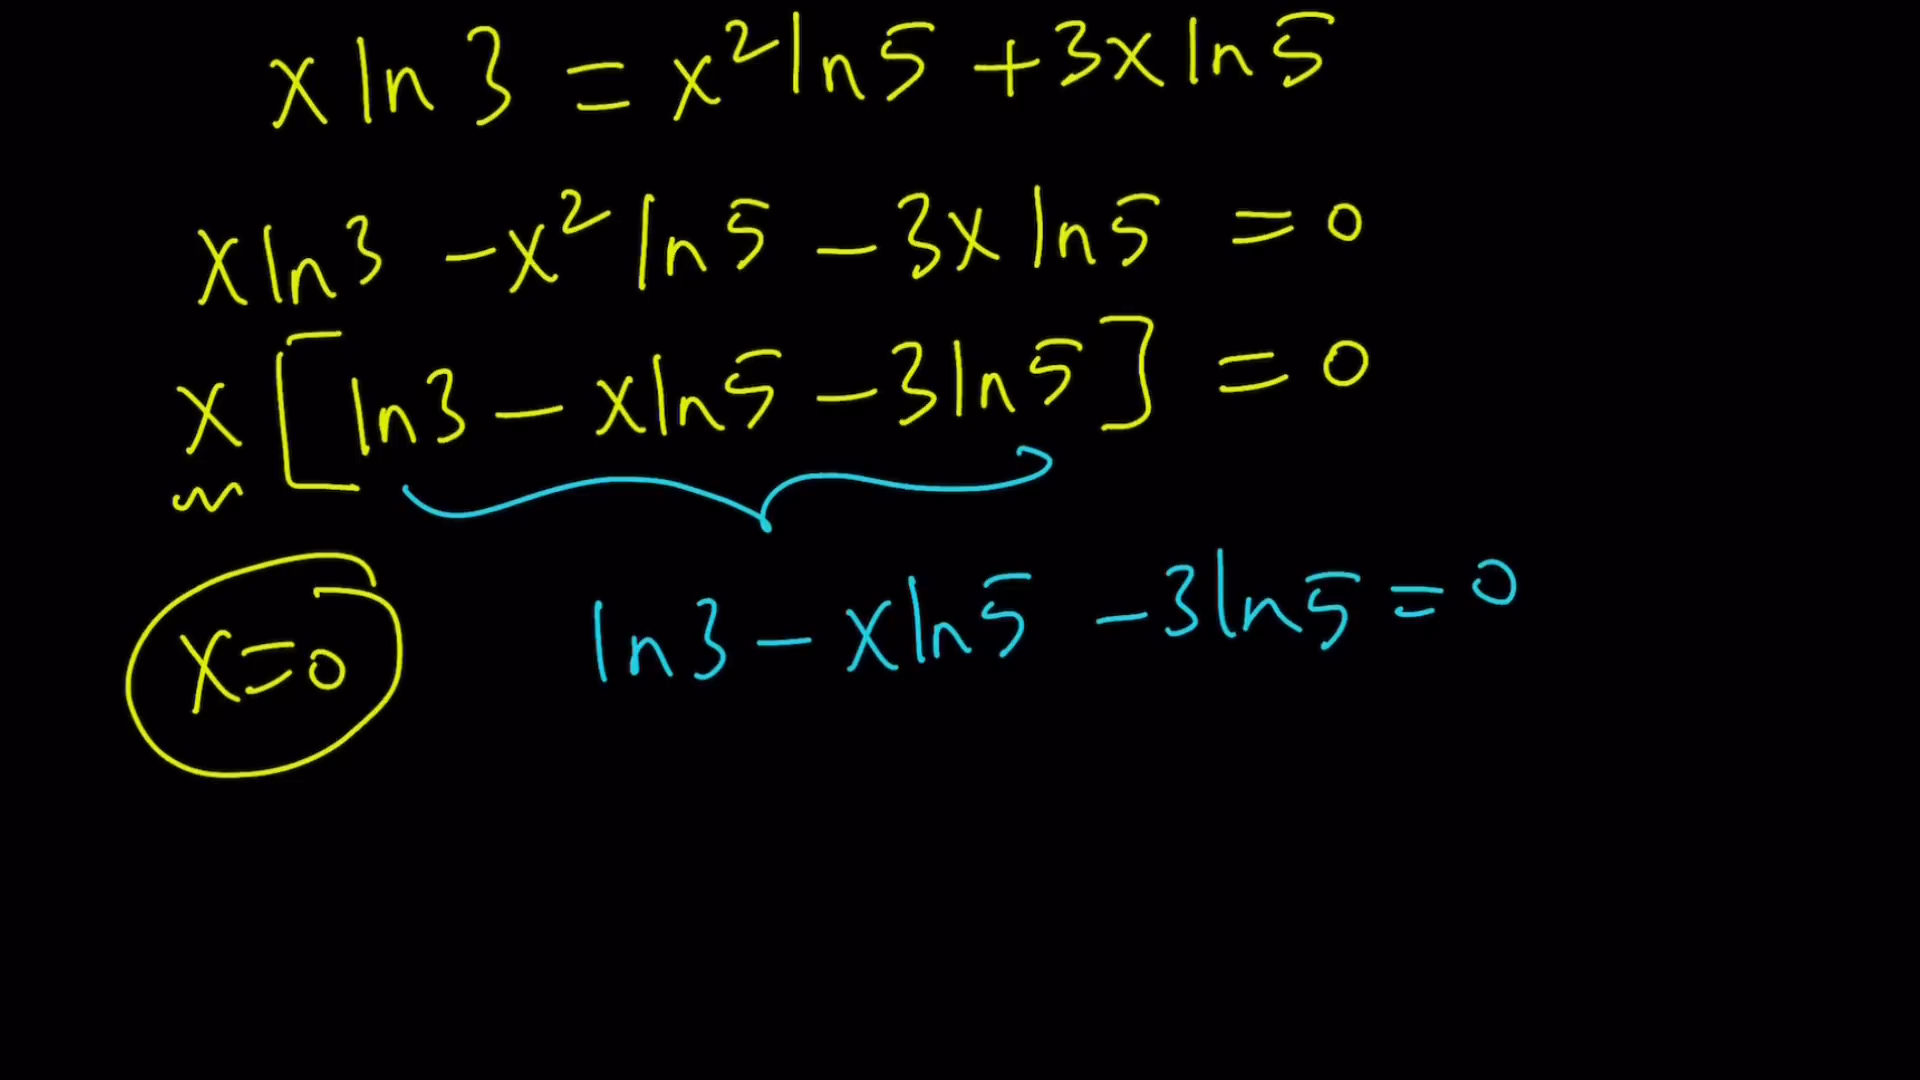 x ln 3 = x² ln 5 + 3x ln 5
x ln 3 - x² ln 5 - 3x ln 5 = 0
x [ln 3 - x ln 5 - 3 ln 5] = 0
x = 0
ln 3 - x ln 5 - 3 ln 5 = 0